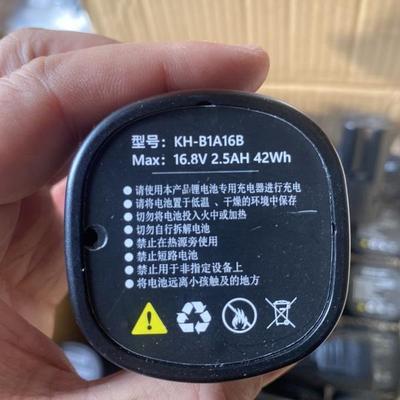 型号: KH-B1A16B
Max: 16.8V 2.5AH 42Wh
●请使用本产品锂电池专用充电器进行充电
●请将电池置于低温、干燥的环境中保存
●切勿将电池投入火中或加热
●切勿自行拆解电池
●禁止在热源旁使用
●禁止短路电池
●禁止用于非指定设备上
●将电池远离小孩触及的地方